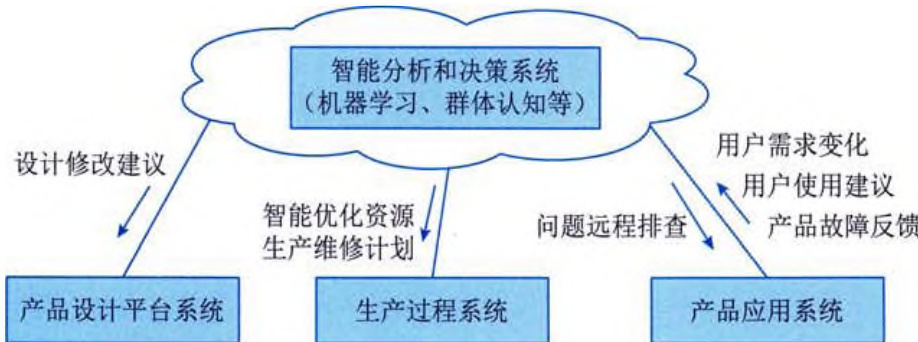 智能分析和决策系统
（机器学习、群体认知等）
设计修改建议
智能优化资源
生产维修计划
问题远程排查
用户需求变化
用户使用建议
产品故障反馈
产品设计平台系统
生产过程系统
产品应用系统